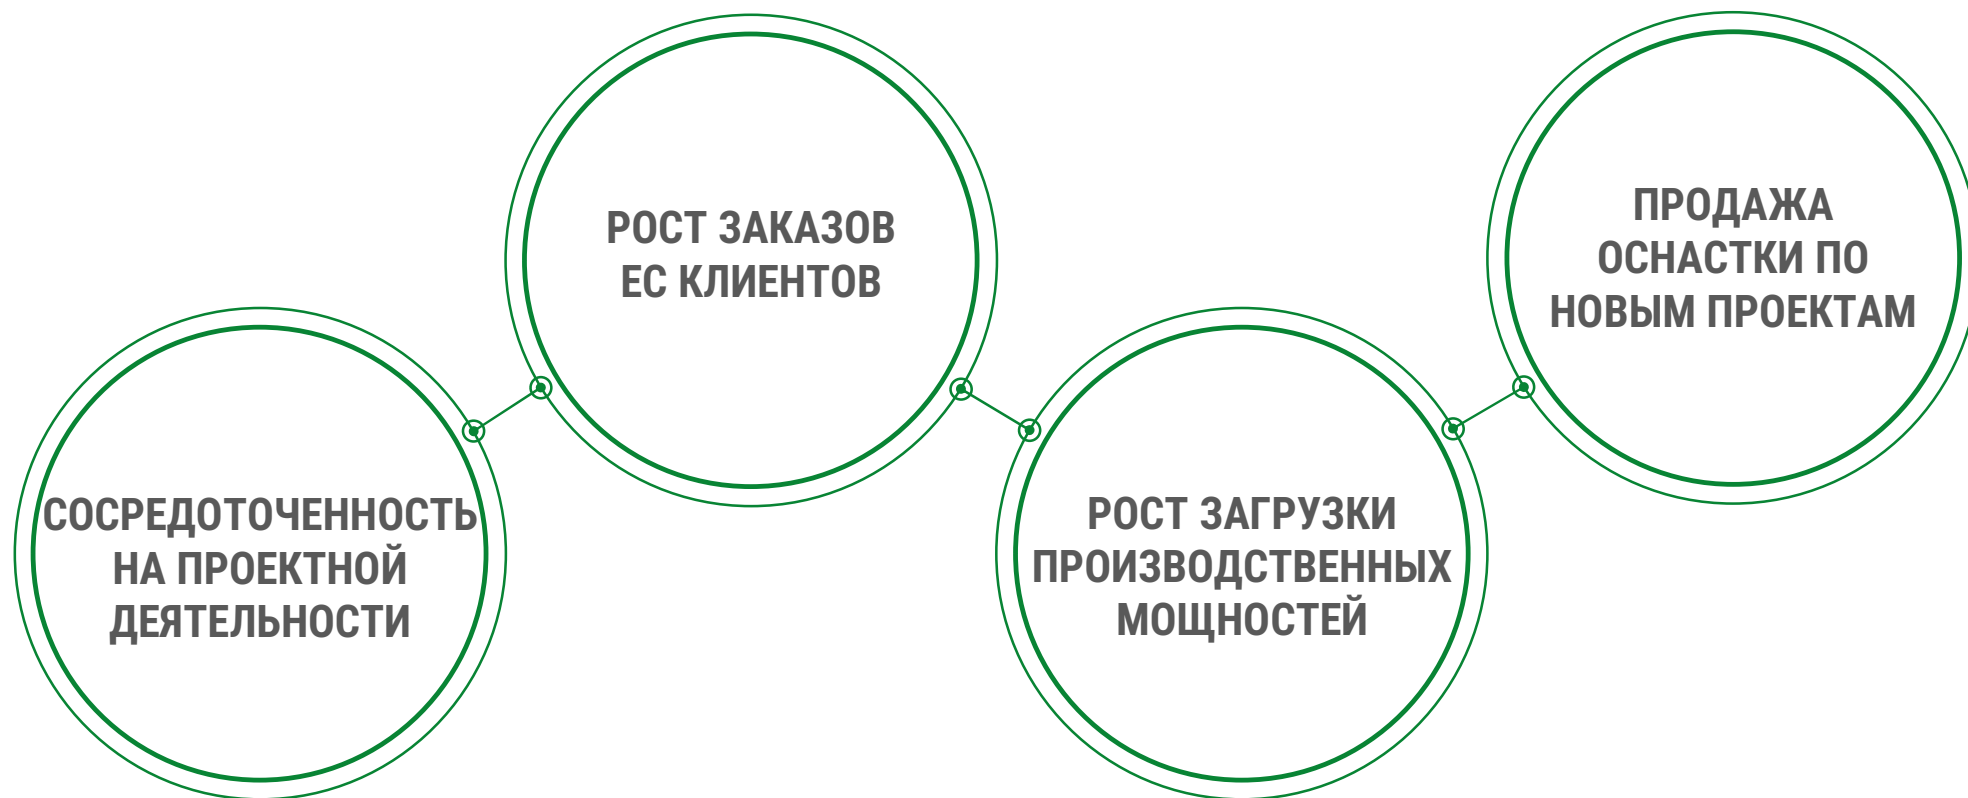 СОСРЕДОТОЧЕННОСТЬ
НА ПРОЕКТНОЙ
ДЕЯТЕЛЬНОСТИ
РОСТ ЗАКАЗОВ
ЕС КЛИЕНТОВ
РОСТ ЗАГРУЗКИ
ПРОИЗВОДСТВЕННЫХ
МОЩНОСТЕЙ
ПРОДАЖА
ОСНАСТКИ ПО
НОВЫМ ПРОЕКТАМ